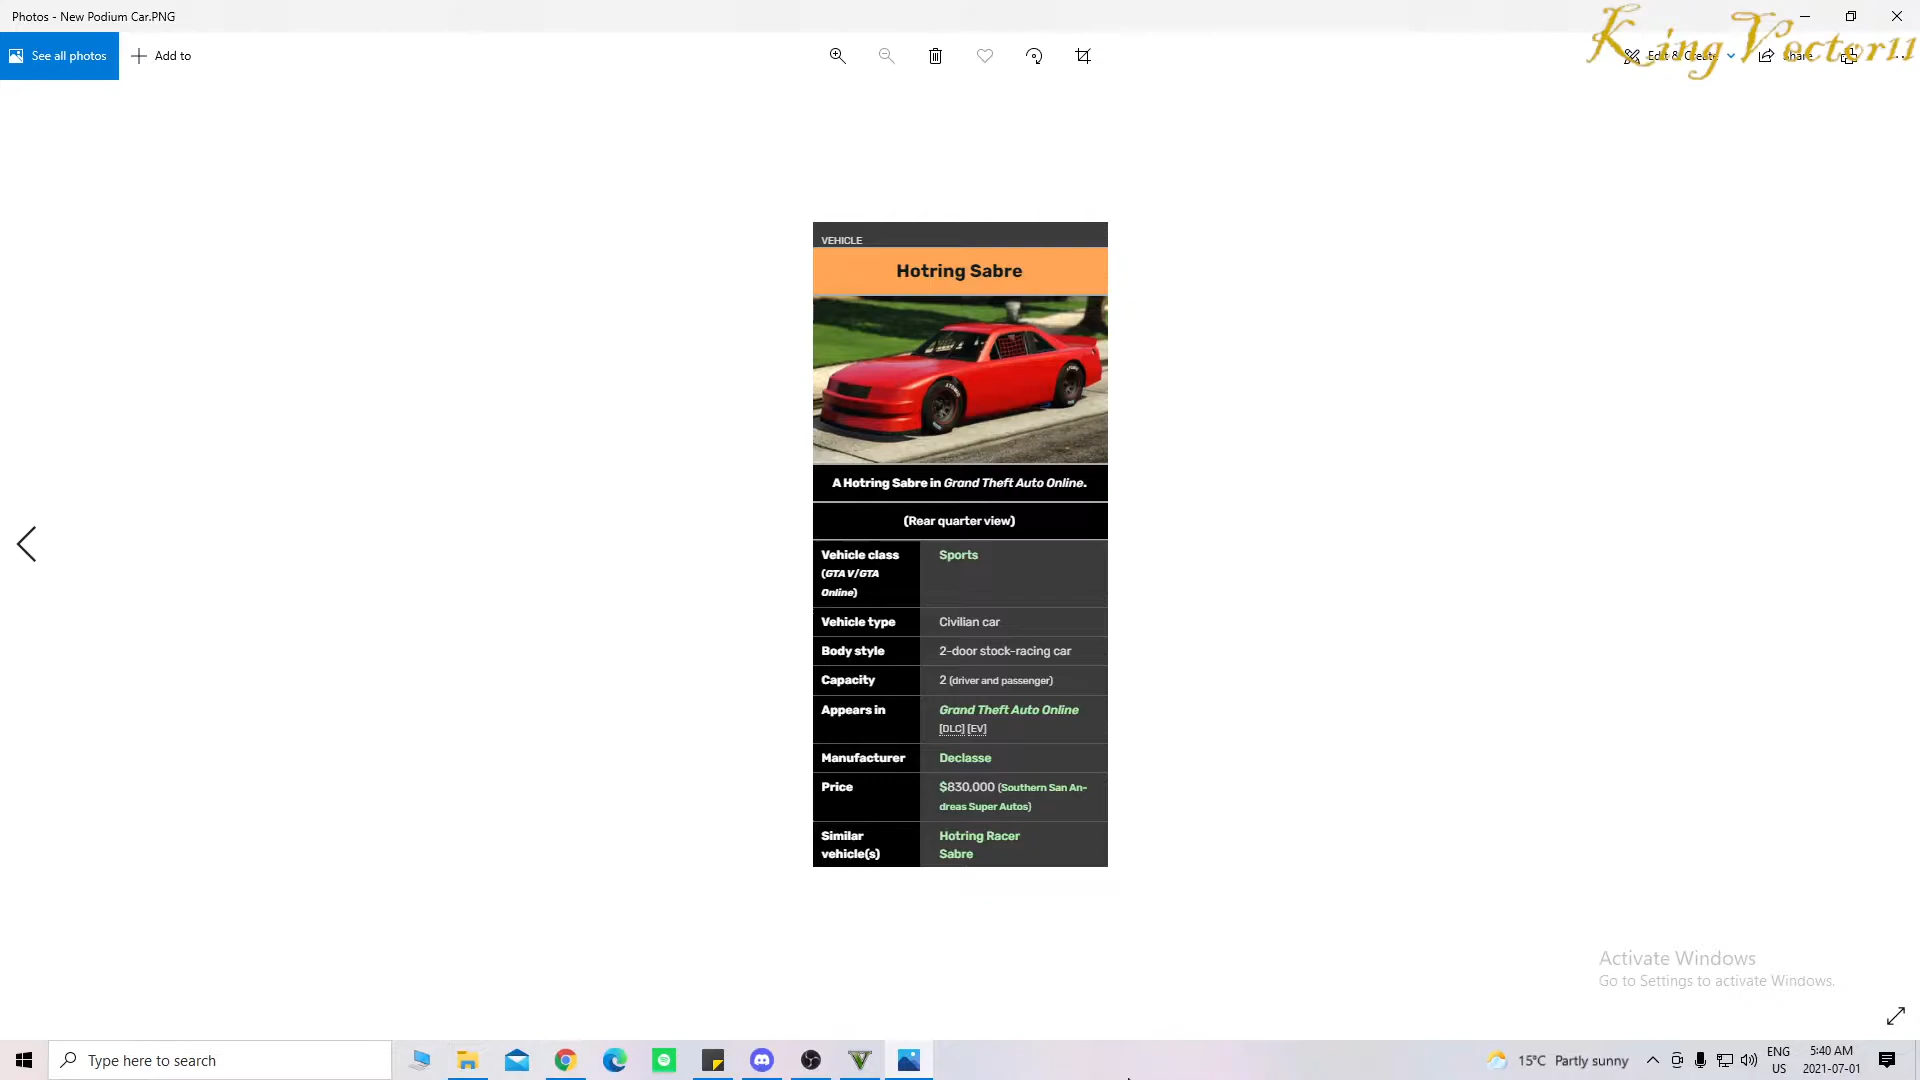 Photos - New Podium Car.PNG
KingVector11
See all photos
Add to
Edit & Create
Share
VEHICLE
Hotring Sabre
A Hotring Sabre in Grand Theft Auto Online.
(Rear quarter view)
Vehicle class
(GTA V/GTA
Online)
Sports
Vehicle type
Civilian car
Body style
2-door stock-racing car
Capacity
2 (driver and passenger)
Appears in
Grand Theft Auto Online
[DLC] [EV]
Manufacturer
Declasse
Price
$830,000 (Southern San An-
dreas Super Autos)
Similar
vehicle(s)
Hotring Racer
Sabre
Activate Windows
Go to Settings to activate Windows.
Type here to search
15°C Partly sunny
ENG
US
5:40 AM
2021-07-01